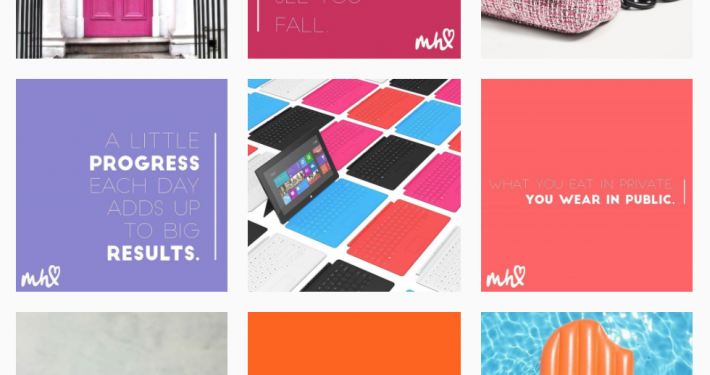 SEE YOU
FALL.
mh
A LITTLE
PROGRESS
EACH DAY
ADDS UP
TO BIG
RESULTS.
mh
WHAT YOU EAT IN PRIVATE
YOU WEAR IN PUBLIC.
mh